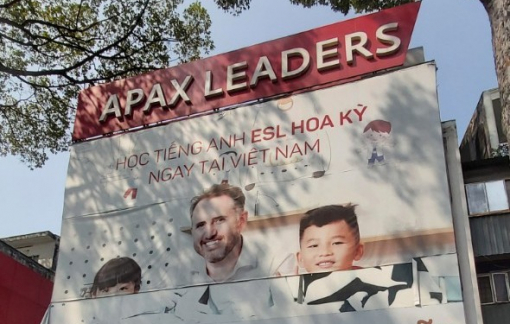 APAX LEADERS
HỌC TIẾNG ANH ESL HOA KỲ
NGAY TẠI VIỆT NAM